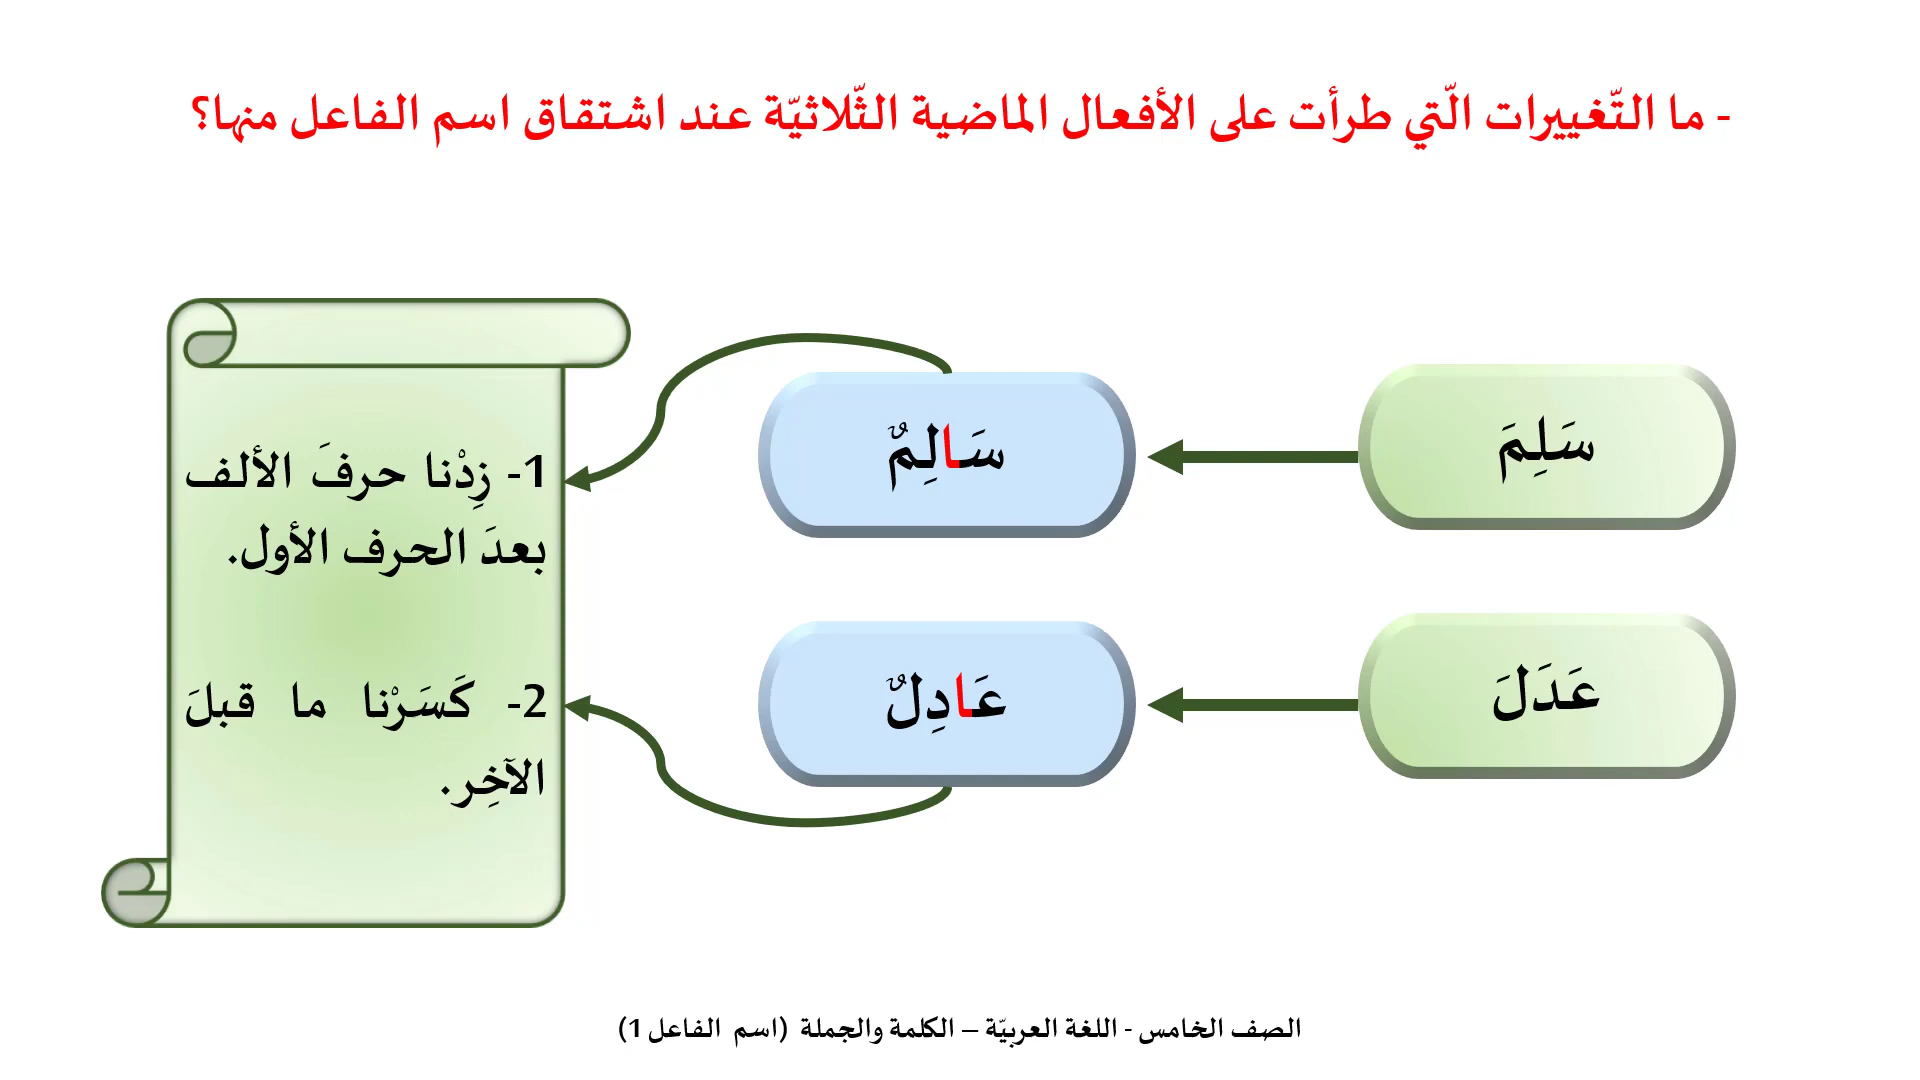 - ما التّغييرات الّتي طرأت على الأفعال الماضية الثّلاثيّة عند اشتقاق اسم الفاعل منها؟
سَلِمَ
سَالِمٌ
عَدَلَ
عَادِلٌ
1- زِدْنا حرفَ الألف
بعدَ الحرف الأول.
2- كَسَرْنا ما قبلَ
الآخِر.
الصف الخامس - اللغة العربيّة – الكلمة والجملة (اسم الفاعل 1)